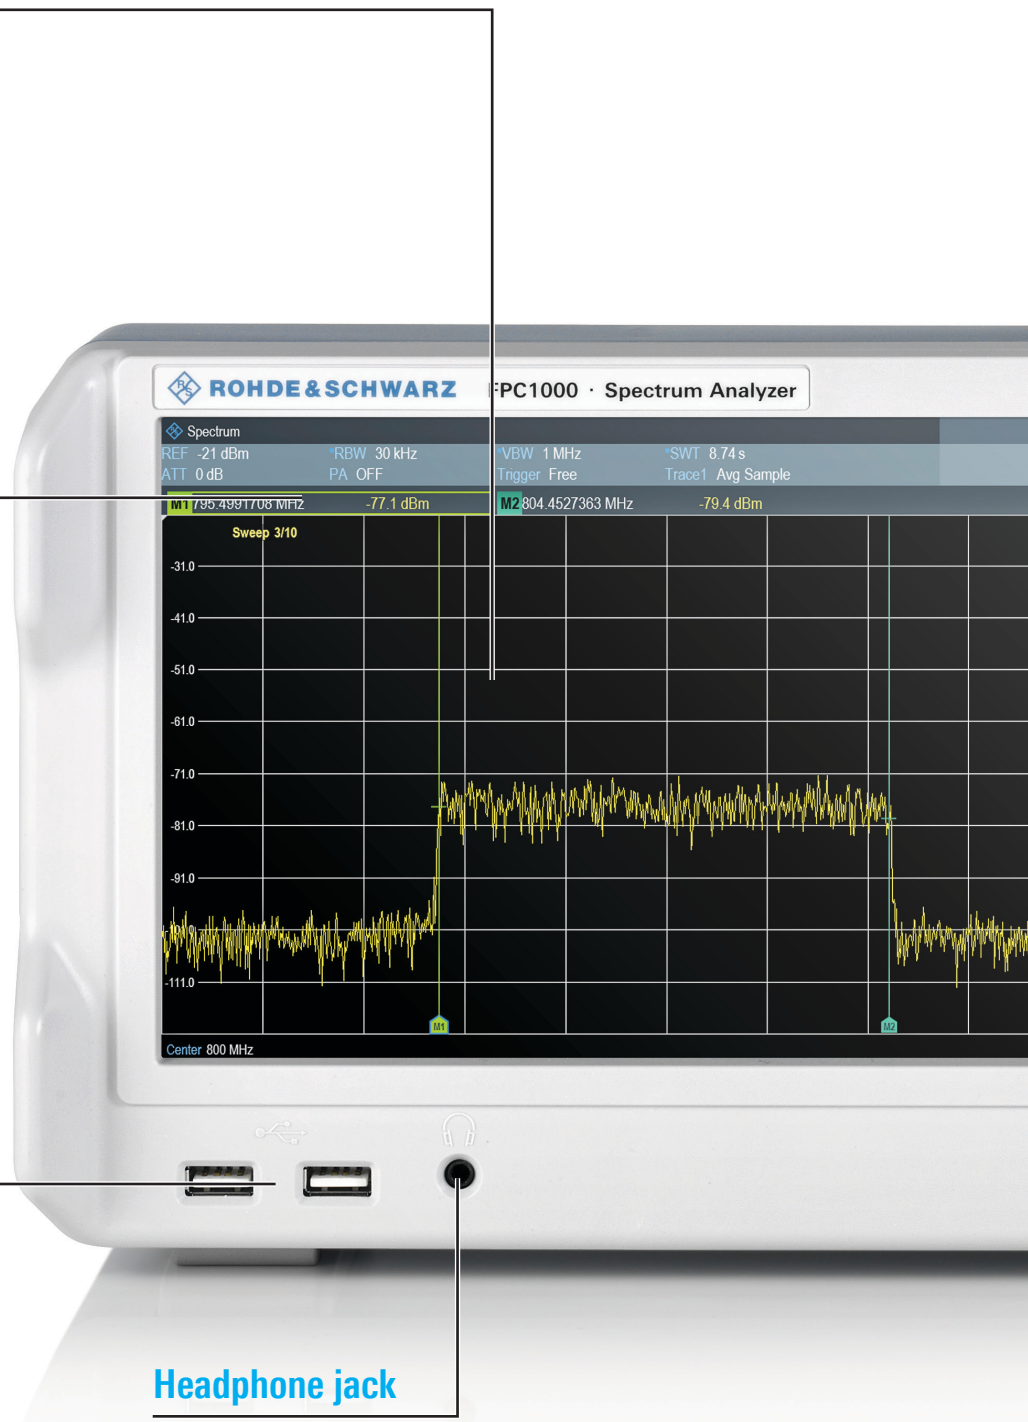 ROHDE&SCHWARZ FPC1000 · Spectrum Analyzer
Spectrum
REF -21 dBm *RBW 30 kHz *VBW 1 MHz *SWT 8.74 s
ATT 0 dB PA OFF Trigger Free Trace1 Avg Sample
M1 795.4991708 MHz -77.1 dBm M2 804.4527363 MHz -79.4 dBm
Sweep 3/10
-31.0
-41.0
-51.0
-61.0
-71.0
-81.0
-91.0
-111.0
M1 M2
Center 800 MHz
Headphone jack